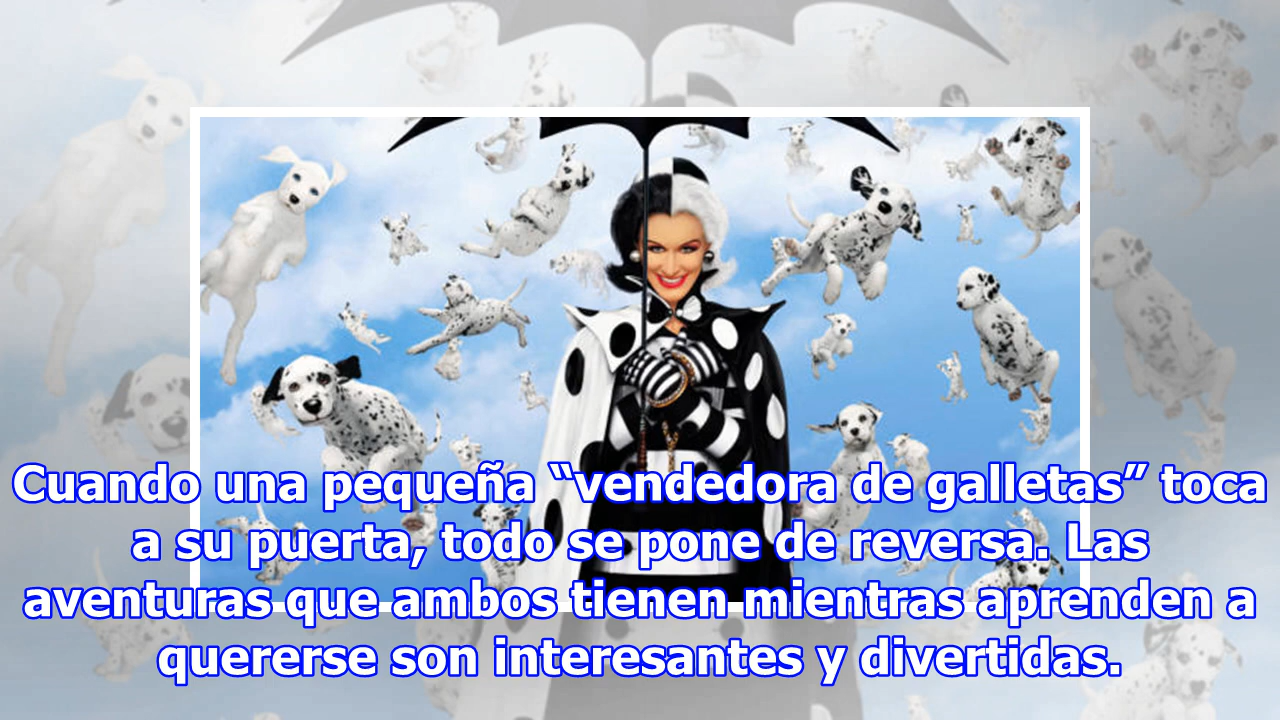 Cuando una pequeña “vendedora de galletas” toca
a su puerta, todo se pone de reversa. Las
aventuras que ambos tienen mientras aprenden a
quererse son interesantes y divertidas.